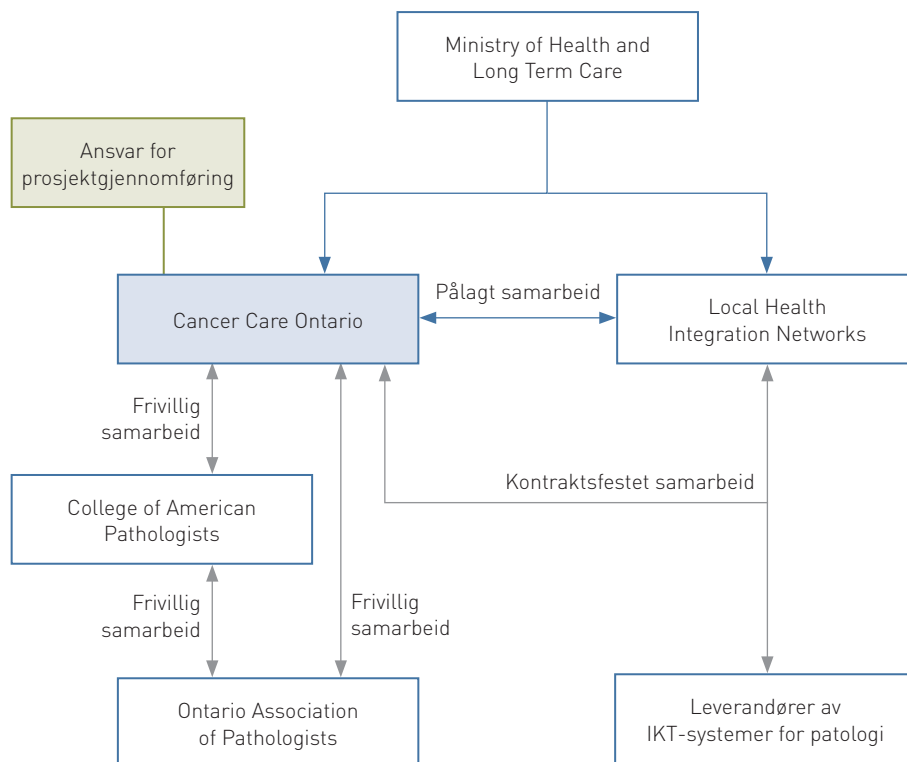 Ministry of Health and
Long Term Care
Ansvar for
prosjektgjennomføring
Cancer Care Ontario
Pålagt samarbeid
Local Health
Integration Networks
Frivillig
samarbeid
Kontraktsfestet samarbeid
College of American
Pathologists
Frivillig
samarbeid
Frivillig
samarbeid
Ontario Association
of Pathologists
Leverandører av
IKT-systemer for patologi